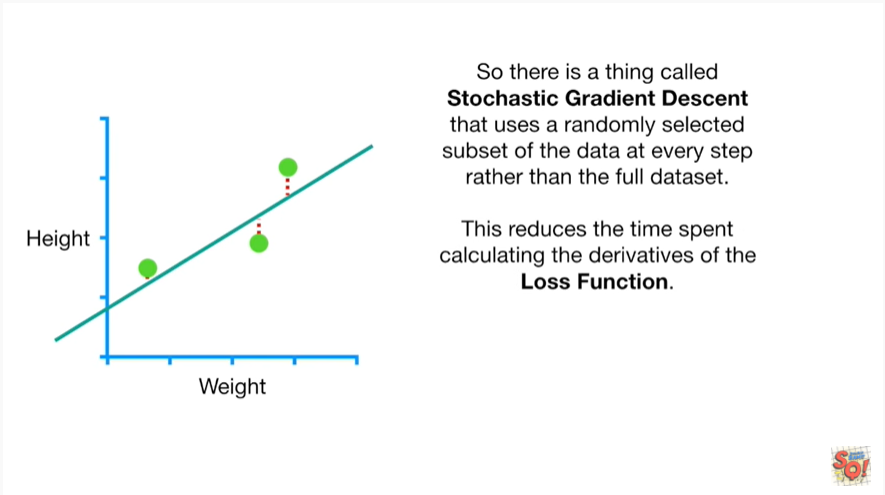 So there is a thing called
Stochastic Gradient Descent
that uses a randomly selected
subset of the data at every step
rather than the full dataset.
This reduces the time spent
calculating the derivatives of the
Loss Function.
Height
Weight
SQ!